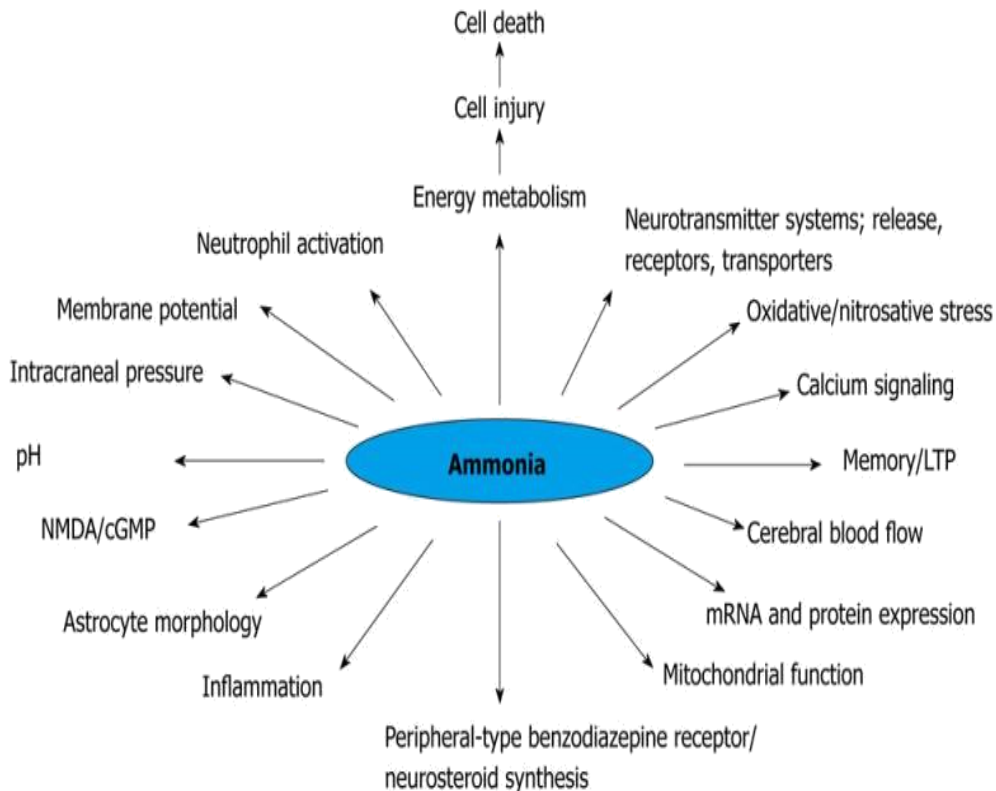 Cell death
Cell injury
Energy metabolism
Neurotransmitter systems; release,
receptors, transporters
Neutrophil activation
Membrane potential
Oxidative/nitrosative stress
Intracraneal pressure
Calcium signaling
pH
Ammonia
Memory/LTP
NMDA/cGMP
Cerebral blood flow
Astrocyte morphology
mRNA and protein expression
Inflammation
Mitochondrial function
Peripheral-type benzodiazepine receptor/
neurosteroid synthesis